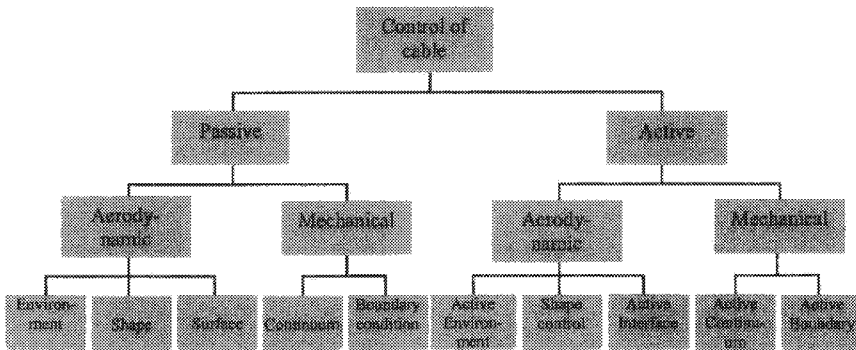 Control of
cable
Passive
Active
Aerody-
namic
Mechanical
Aerody-
namic
Mechanical
Environ-
ment
Shape
Surface
Continuum
Boundary
condition
Active
Environ-
ment
Shape
control
Active
Interface
Active
Continu-
um
Active
Boundary